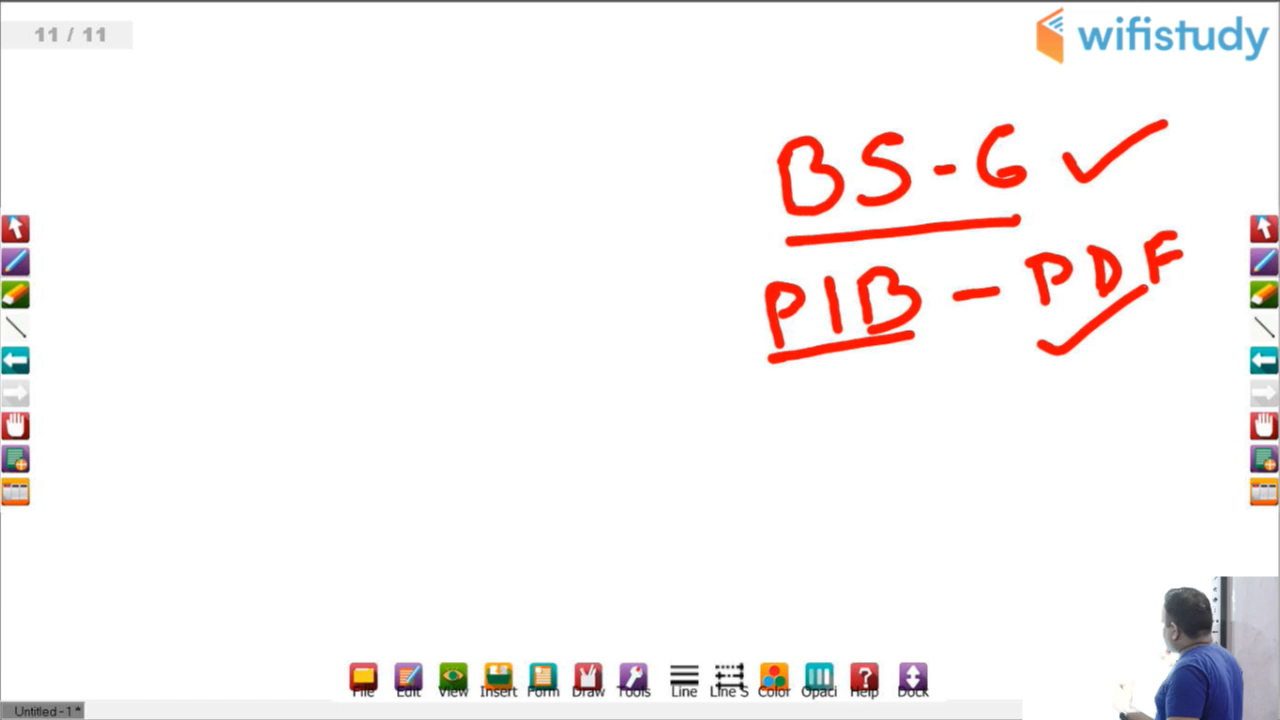 11 / 11
wifistudy
BS-6
PIB - PDF
File Edit View Insert Form Draw Tools Line Line S Color Opaci Help Dock
Untitled - 1 *